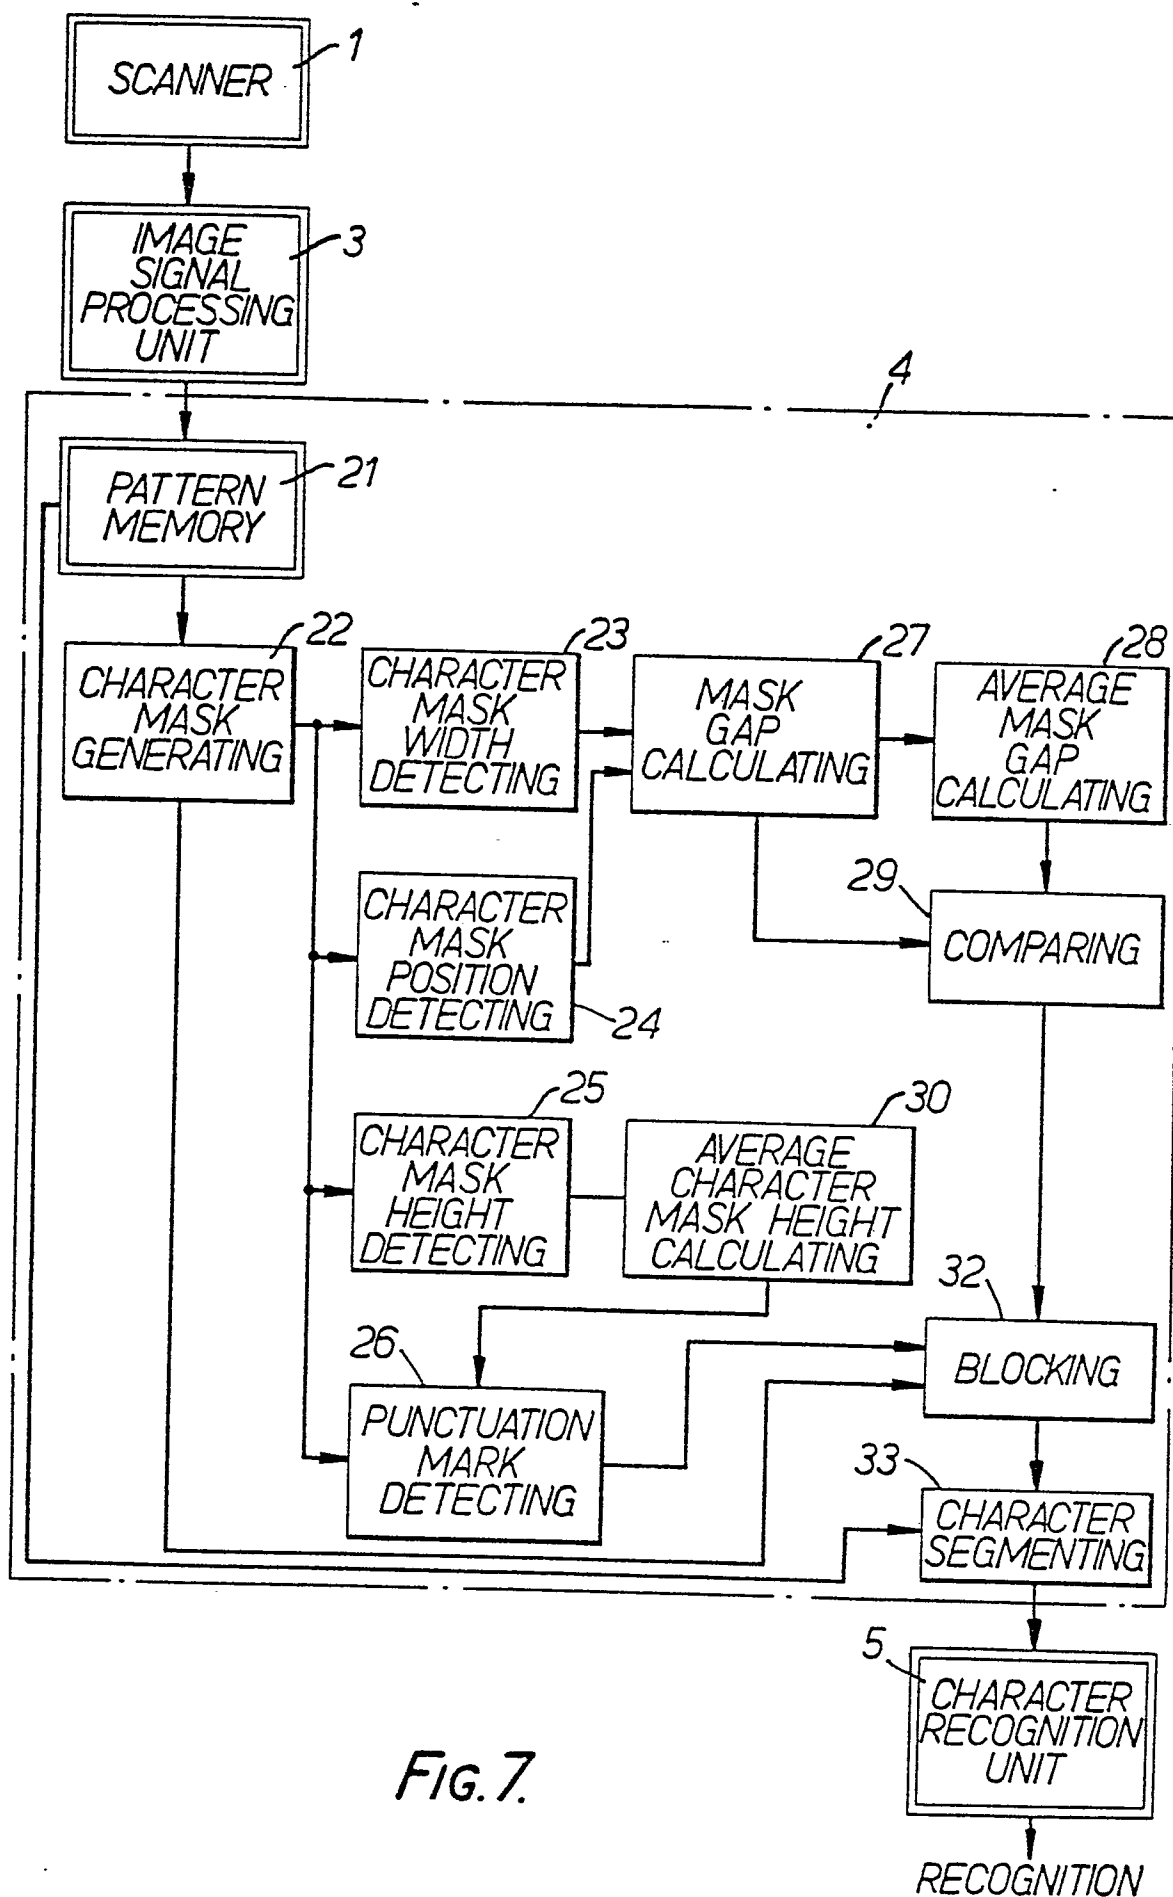 1
SCANNER
3
IMAGE
SIGNAL
PROCESSING
UNIT
4
21
PATTERN
MEMORY
22
CHARACTER
MASK
GENERATING
23
CHARACTER
MASK
WIDTH
DETECTING
27
MASK
GAP
CALCULATING
28
AVERAGE
MASK
GAP
CALCULATING
29
COMPARING
CHARACTER
MASK
POSITION
DETECTING
24
25
CHARACTER
MASK
HEIGHT
DETECTING
30
AVERAGE
CHARACTER
MASK HEIGHT
CALCULATING
32
BLOCKING
26
PUNCTUATION
MARK
DETECTING
33
CHARACTER
SEGMENTING
5
CHARACTER
RECOGNITION
UNIT
RECOGNITION
FIG. 7.